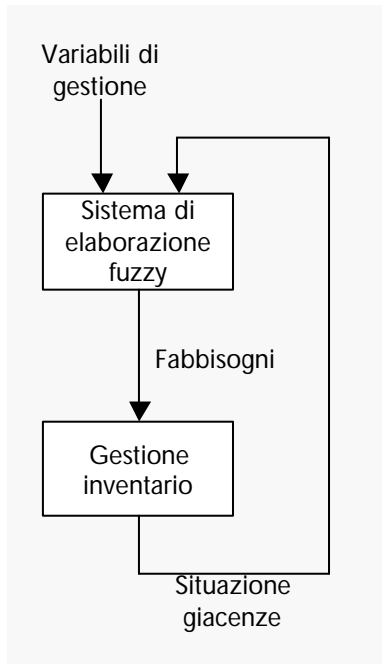 Variabili di
gestione
Sistema di
elaborazione
fuzzy
Fabbisogni
Gestione
inventario
Situazione
giacenze